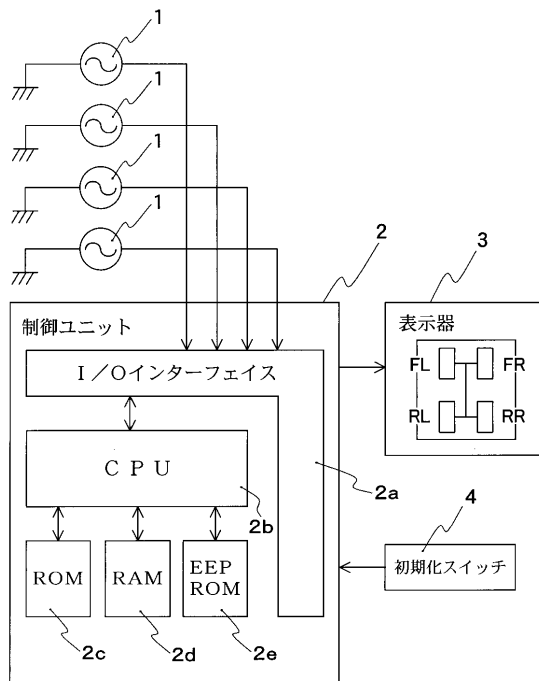 1
1
1
1
2
3
制御ユニット
表示器
I/Oインターフェイス
FL
FR
RL
RR
CPU
2a
2b
4
ROM
RAM
EEP
ROM
初期化スイッチ
2c
2d
2e